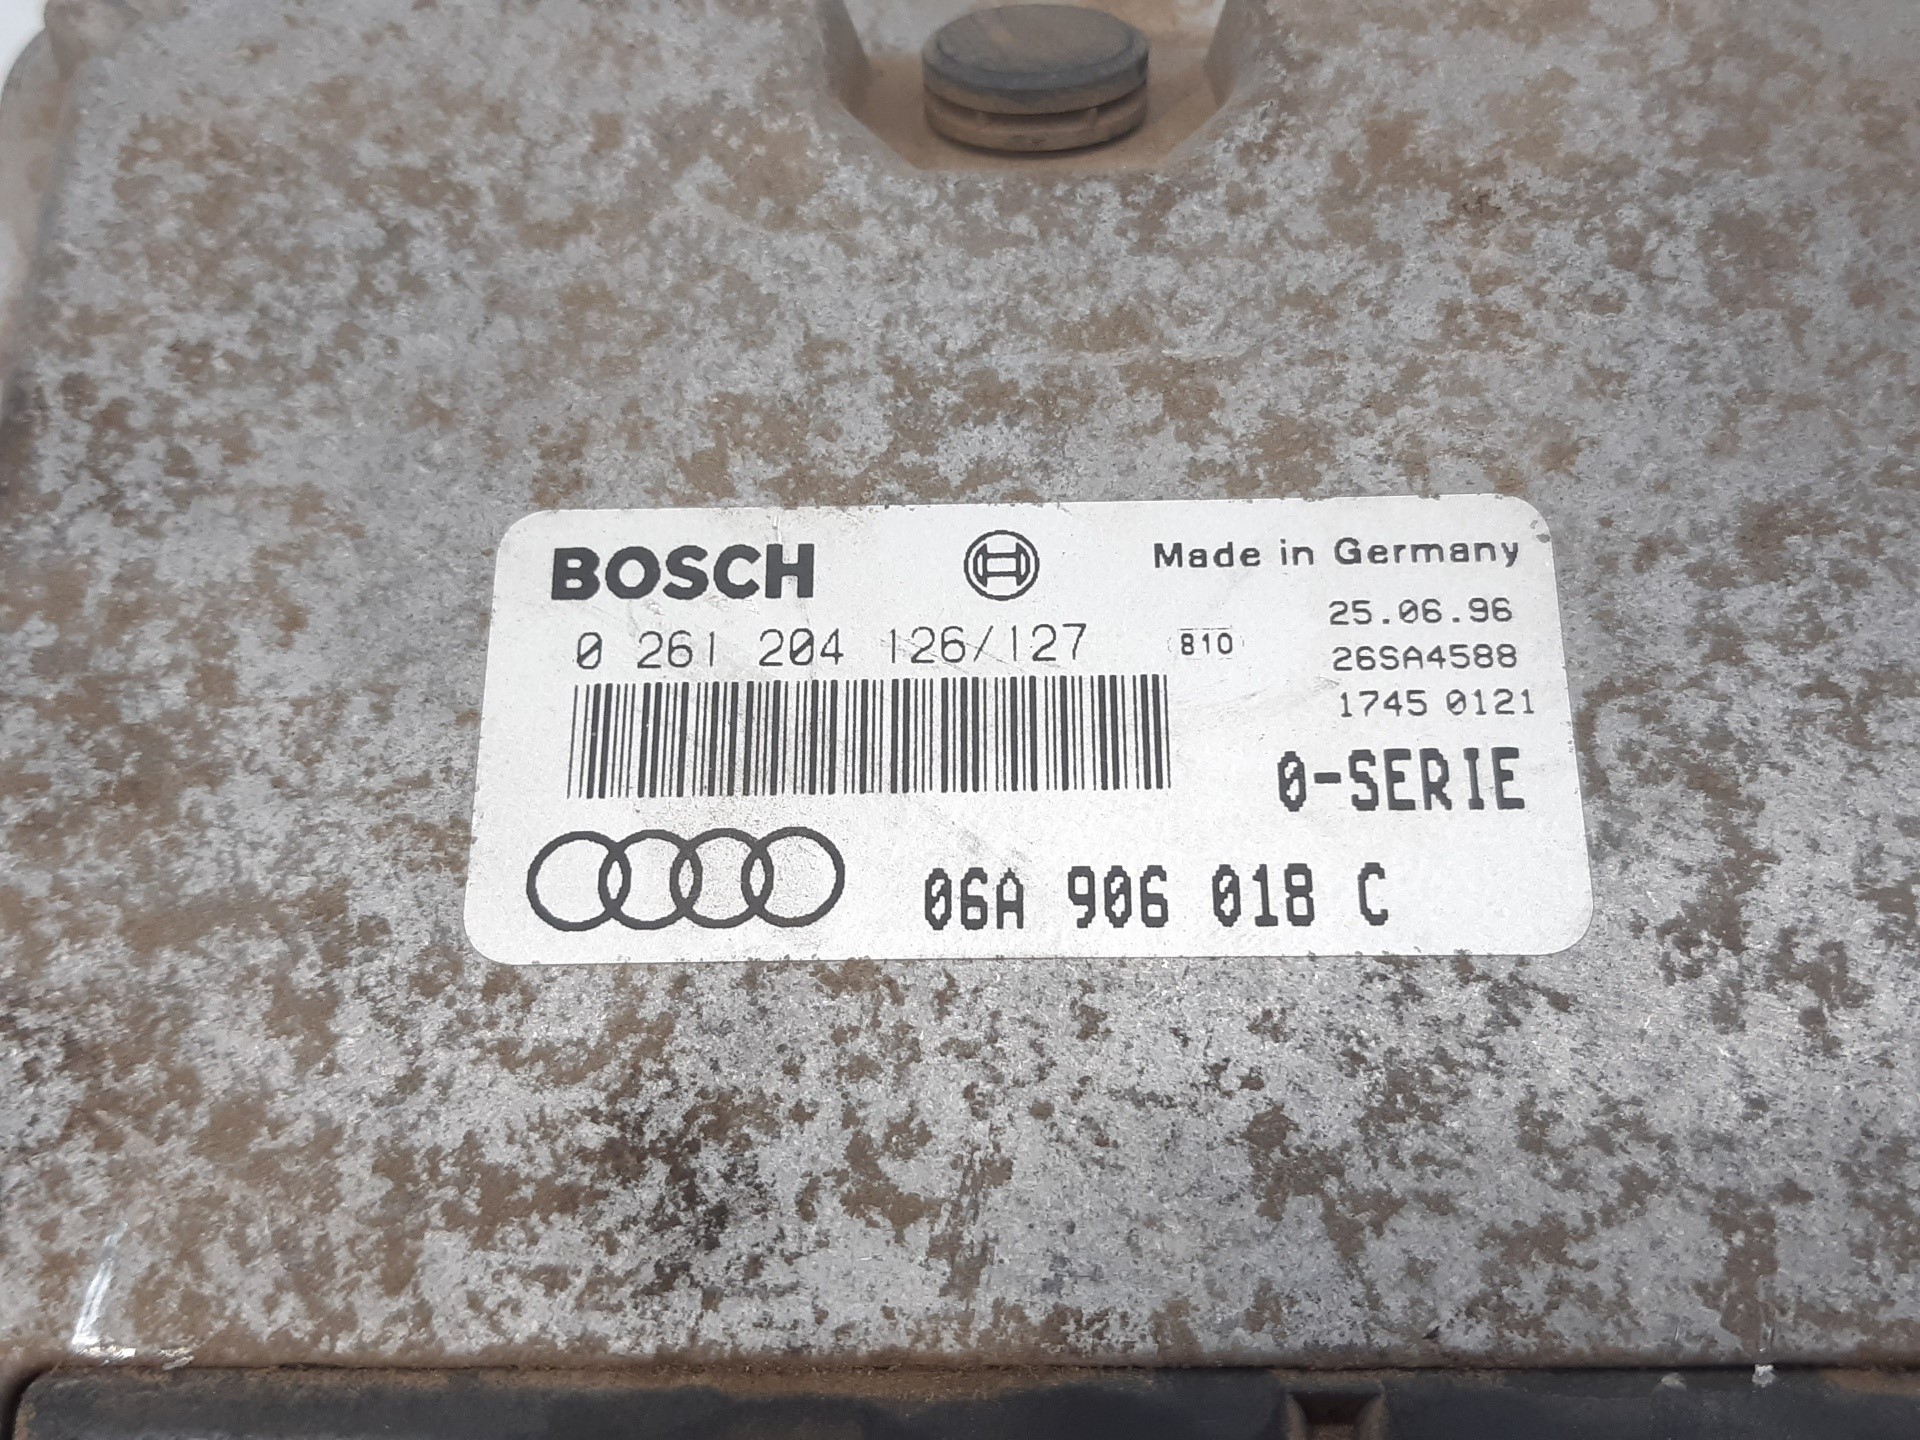 BOSCH
Made in Germany
25.06.96
0 261 204 126/127
810
26SA4588
1745 0121
0-SERIE
06A 906 018 C